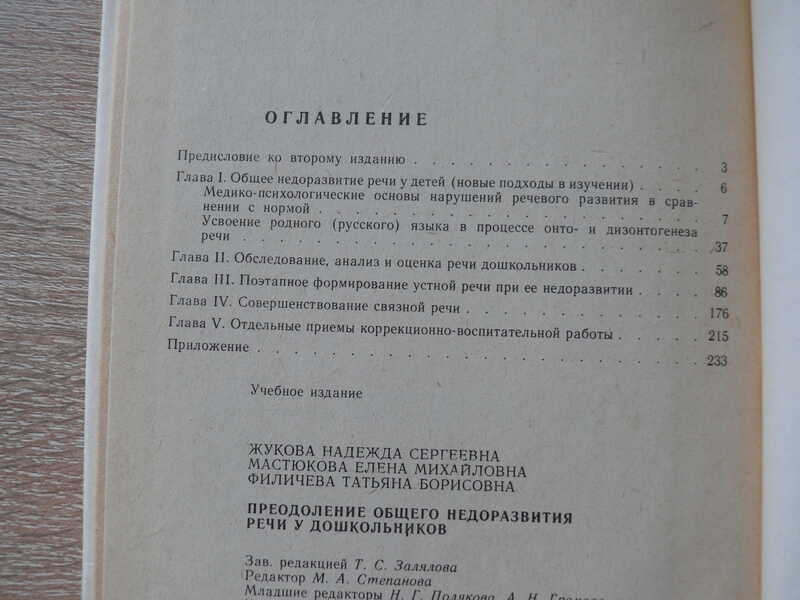 ОГЛАВЛЕНИЕ
Предисловие ко второму изданию . . . . . . . . . . . . . . . 3
Глава I. Общее недоразвитие речи у детей (новые подходы в изучении) . . . . 6
Медико-психологические основы нарушений речевого развития в срав-
нении с нормой . . . . . . . . . . . . . . . . . . . 7
Усвоение родного (русского) языка в процессе онто- и дизонтогенеза
речи . . . . . . . . . . . . . . . . . . . . . . 37
Глава II. Обследование, анализ и оценка речи дошкольников . . . . . . . 58
Глава III. Поэтапное формирование устной речи при ее недоразвитии . . . . 86
Глава IV. Совершенствование связной речи . . . . . . . . . . . . 176
Глава V. Отдельные приемы коррекционно-воспитательной работы . . . . . 215
Приложение . . . . . . . . . . . . . . . . . . . . . 233
Учебное издание
ЖУКОВА НАДЕЖДА СЕРГЕЕВНА
МАСТЮКОВА ЕЛЕНА МИХАЙЛОВНА
ФИЛИЧЕВА ТАТЬЯНА БОРИСОВНА
ПРЕОДОЛЕНИЕ ОБЩЕГО НЕДОРАЗВИТИЯ
РЕЧИ У ДОШКОЛЬНИКОВ
Зав. редакцией Т. С. Залялова
Редактор М. А. Степанова
Младшие редакторы Н. Г. Полякова, А. Н.